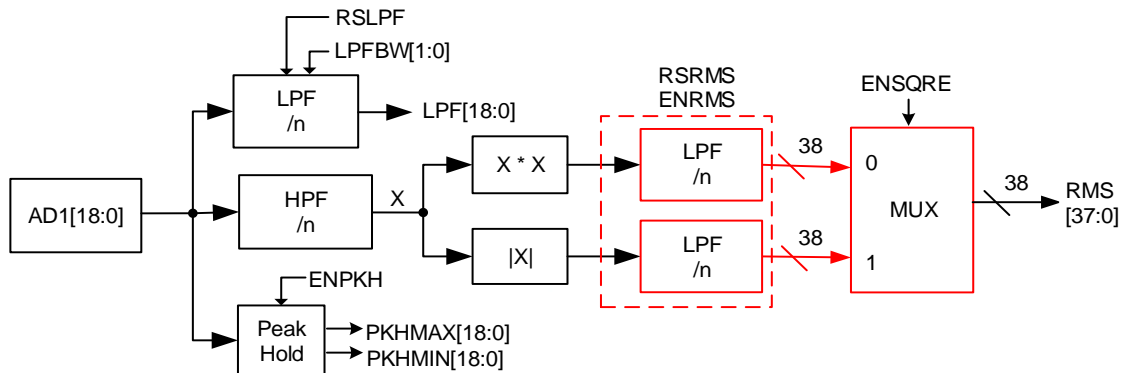 RSLPF
LPFBW[1:0]
LPF
/n
LPF[18:0]
RSRMS
ENRMS
ENSQRE
AD1[18:0]
HPF
/n
X
X * X
|X|
LPF
/n
38
LPF
/n
38
0
MUX
1
38
RMS
[37:0]
ENPKH
Peak
Hold
PKHMAX[18:0]
PKHMIN[18:0]